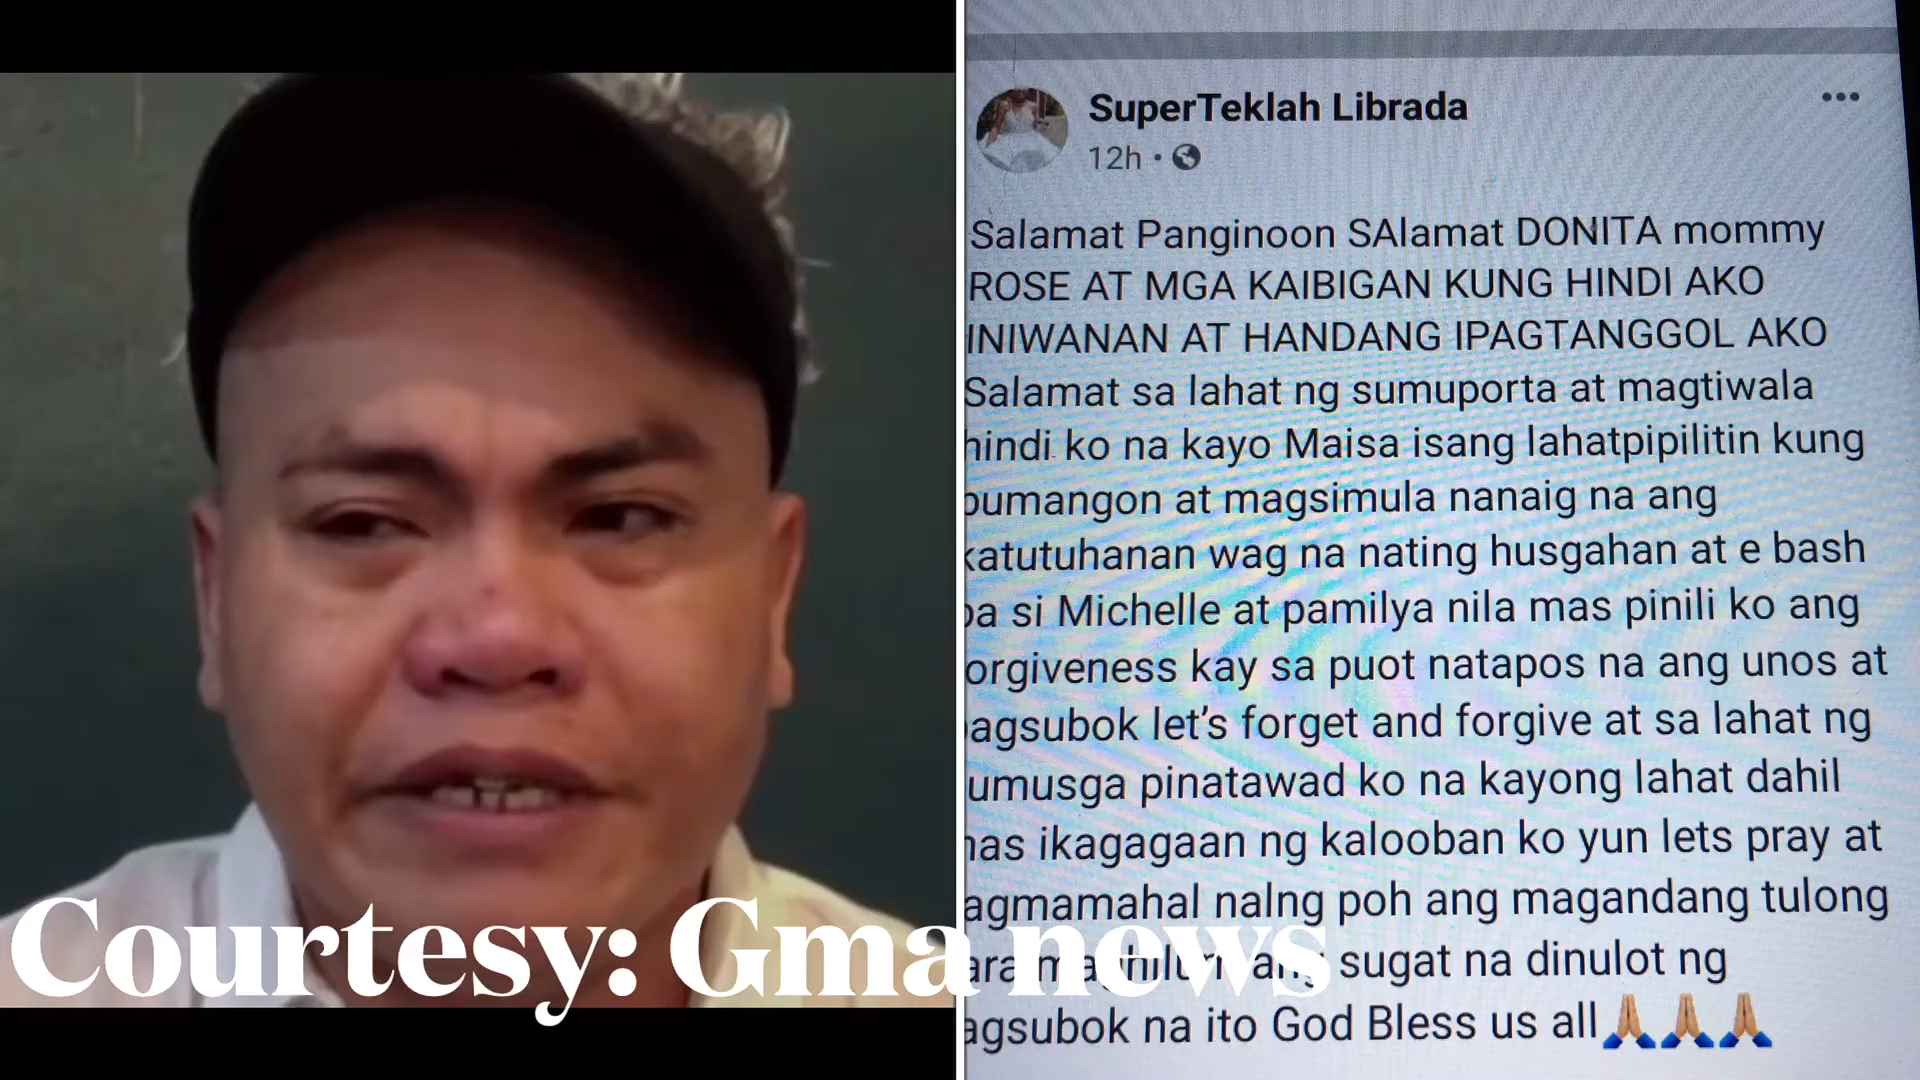 SuperTeklah Librada
12h
Salamat Panginoon SAlamat DONITA mommy
ROSE AT MGA KAIBIGAN KUNG HINDI AKO
INIWANAN AT HANDANG IPAGTANGGOL AKO
Salamat sa lahat ng sumuporta at magtiwala
hindi ko na kayo Maisa isang lahatpipilitin kung
bumangon at magsimula nanaig na ang
katutuhanan wag na nating husgahan at e bash
pa si Michelle at pamilya nila mas pinili ko ang
orgiveness kay sa puot natapos na ang unos at
agsubok let's forget and forgive at sa lahat ng
umusga pinatawad ko na kayong lahat dahil
mas ikagagaan ng kalooban ko yun lets pray at
agmamahal nalng poh ang magandang tulong
ara ang sugat na dinulot ng
agsubok na ito God Bless us all🙏🙏🙏
Courtesy: Gma news